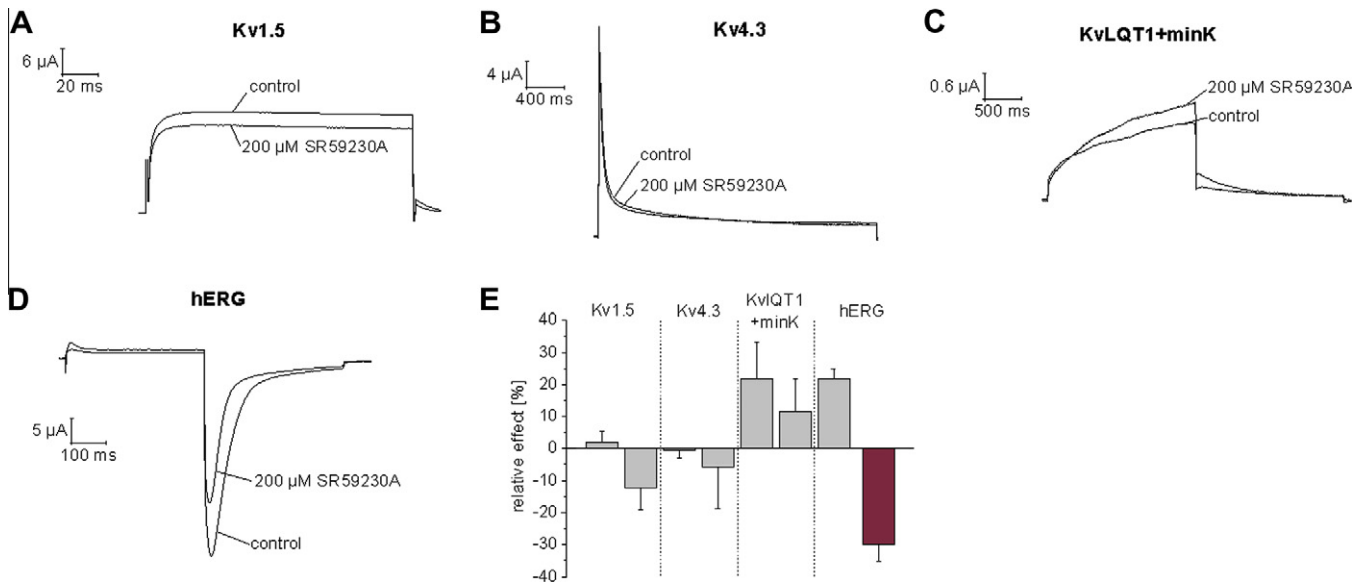 A
Kv1.5
6 µA
20 ms
control
200 µM SR59230A
B
Kv4.3
4 µA
400 ms
control
200 µM SR59230A
C
KvLQT1+minK
0.6 µA
500 ms
200 µM SR59230A
control
D
hERG
5 µA
100 ms
200 µM SR59230A
control
E
Kv1.5
Kv4.3
KvlQT1
+minK
hERG
relative effect [%]
40
30
20
10
0
-10
-20
-30
-40